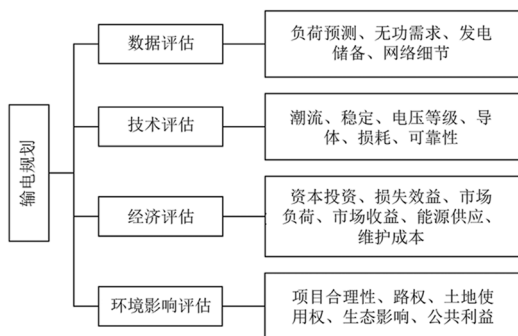 输电规划
数据评估
负荷预测、无功需求、发电
储备、网络细节
技术评估
潮流、稳定、电压等级、导
体、损耗、可靠性
经济评估
资本投资、损失效益、市场
负荷、市场收益、能源供应、
维护成本
环境影响评估
项目合理性、路权、土地使
用权、生态影响、公共利益